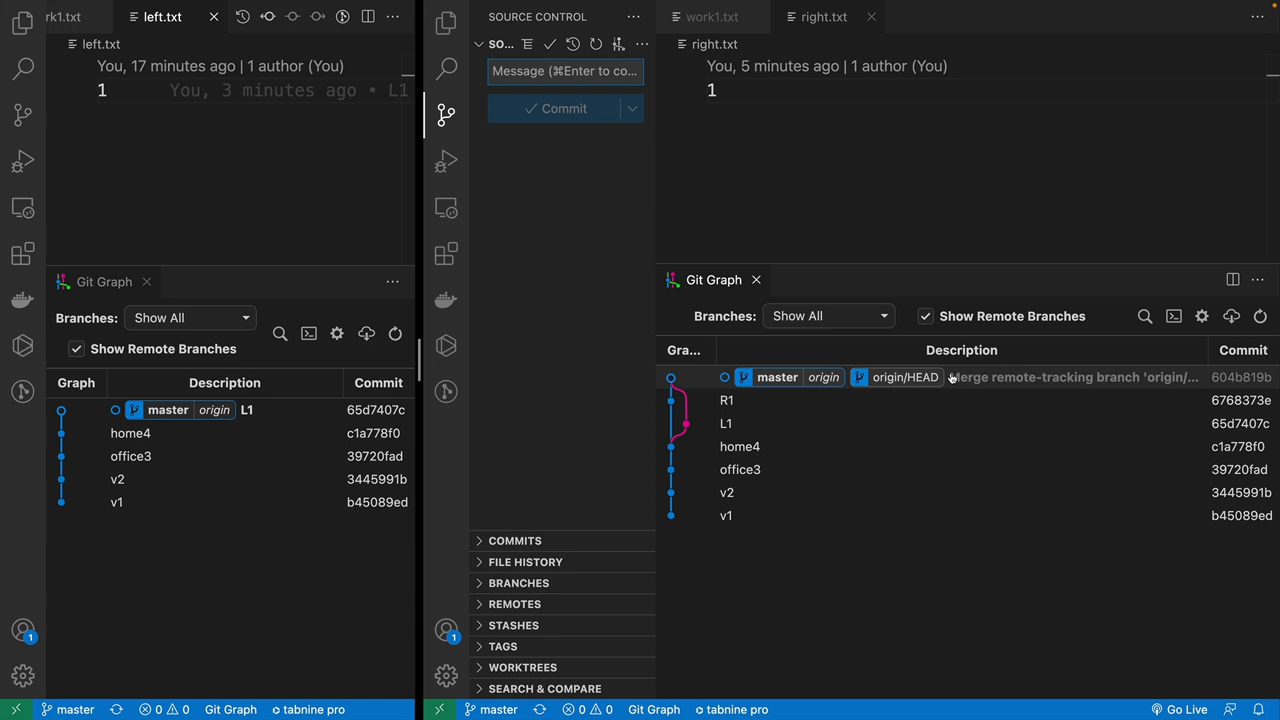 rk1.txt
left.txt
left.txt
You, 17 minutes ago | 1 author (You)
1 You, 3 minutes ago • L1
Git Graph
Branches: Show All
Show Remote Branches
Graph Description Commit
master origin L1 65d7407c
home4 c1a778f0
office3 39720fad
v2 3445991b
v1 b45089ed
1
master 0 0 Git Graph tabnine pro
SOURCE CONTROL
SO...
Message (⌘Enter to co...
Commit
COMMITS
FILE HISTORY
BRANCHES
REMOTES
STASHES
TAGS
WORKTREES
SEARCH & COMPARE
1
work1.txt
right.txt
right.txt
You, 5 minutes ago | 1 author (You)
1
Git Graph
Branches: Show All Show Remote Branches
Gra... Description Commit
master origin origin/HEAD Merge remote-tracking branch 'origin/... 604b819b
R1 6768373e
L1 65d7407c
home4 c1a778f0
office3 39720fad
v2 3445991b
v1 b45089ed
master 0 0 Git Graph tabnine pro Go Live